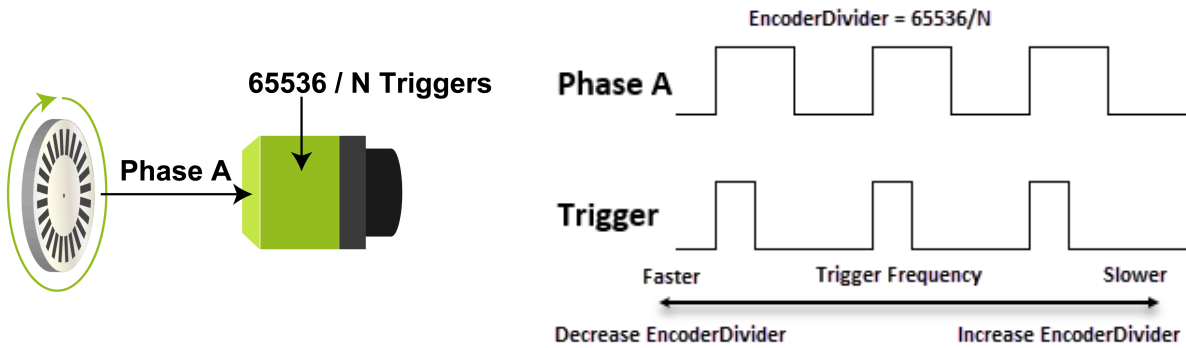 65536 / N Triggers
Phase A
EncoderDivider = 65536/N
Phase A
Trigger
Faster Trigger Frequency Slower
Decrease EncoderDivider Increase EncoderDivider